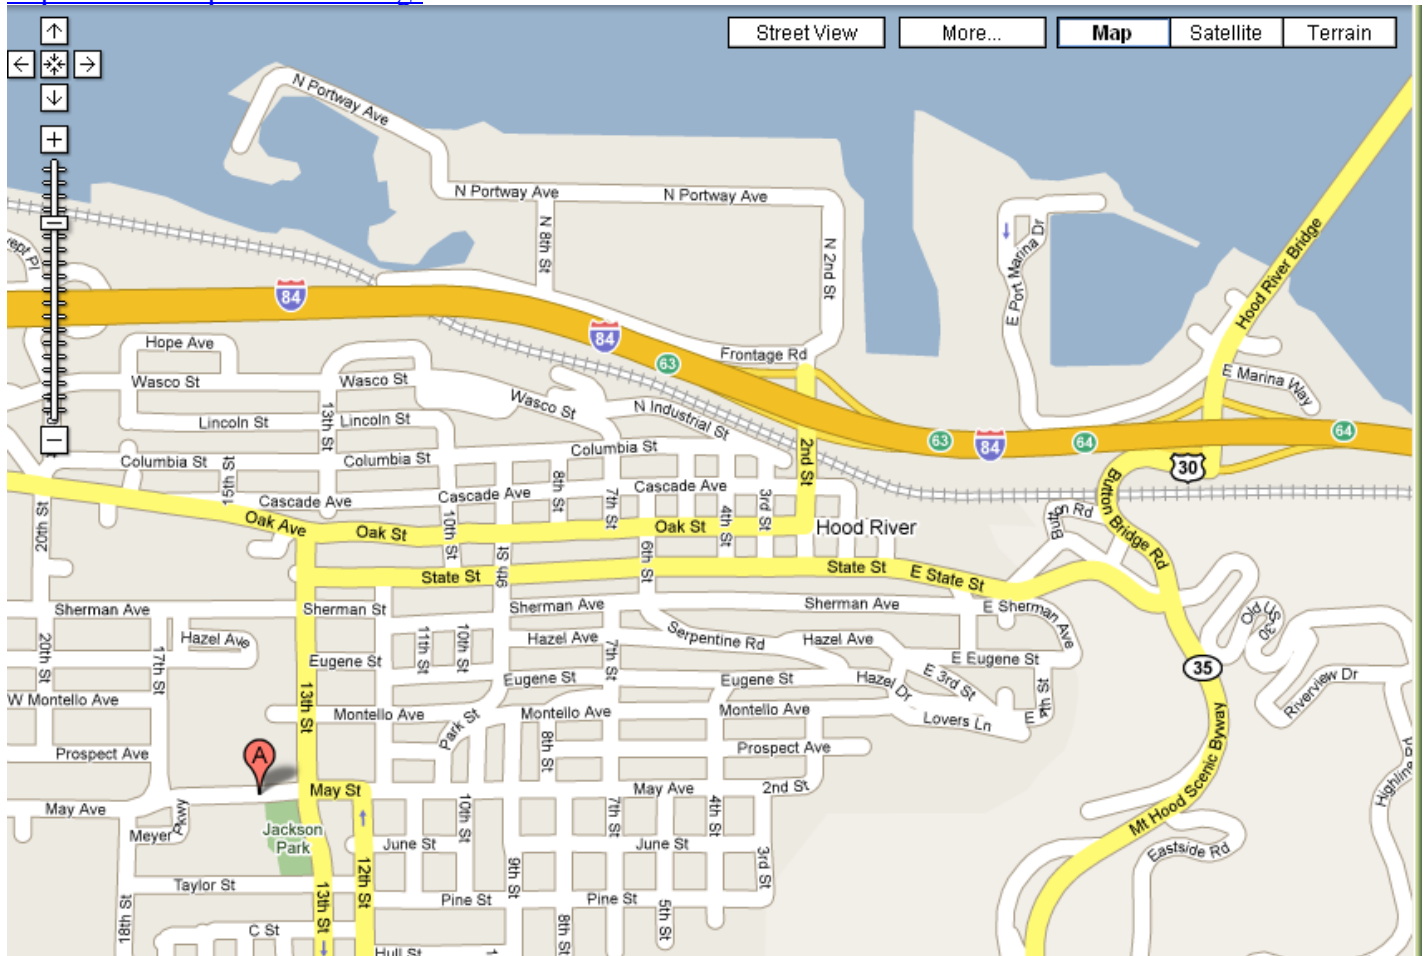 Street View
More...
Map
Satellite
Terrain
N Portway Ave
N Portway Ave
N Portway Ave
N 8th St
N 2nd St
E Port Marina Dr
Hood River Bridge
84
84
63
Frontage Rd
Hope Ave
Wasco St
Wasco St
Wasco St
N Industrial St
E Marina Way
63
84
64
64
30
Lincoln St
13th St
Lincoln St
Columbia St
Columbia St
Columbia St
15th St
Cascade Ave
Cascade Ave
Cascade Ave
8th St
7th St
4th St
3rd St
2nd St
20th St
Oak Ave
Oak St
10th St
Oak St
Hood River
Button Rd
Button Bridge Rd
State St
9th St
6th St
State St
E State St
Sherman Ave
Sherman St
Sherman Ave
Sherman Ave
E Sherman Ave
Old US 30
20th St
17th St
Hazel Ave
11th St
10th St
Hazel Ave
7th St
Serpentine Rd
Hazel Ave
Eugene St
E Eugene St
35
Eugene St
Eugene St
Hazel Dr
E 3rd St
Riverview Dr
W Montello Ave
13th St
Montello Ave
Park St
Montello Ave
Montello Ave
Lovers Ln
E 4th St
Prospect Ave
8th St
Prospect Ave
A
Mt Hood Scenic Byway
Highline Rd
May Ave
May St
May Ave
2nd St
Meyer Pkwy
Jackson
Park
10th St
7th St
4th St
June St
June St
3rd St
Eastside Rd
Taylor St
12th St
9th St
18th St
13th St
Pine St
Pine St
5th St
8th St
C St
Hull St